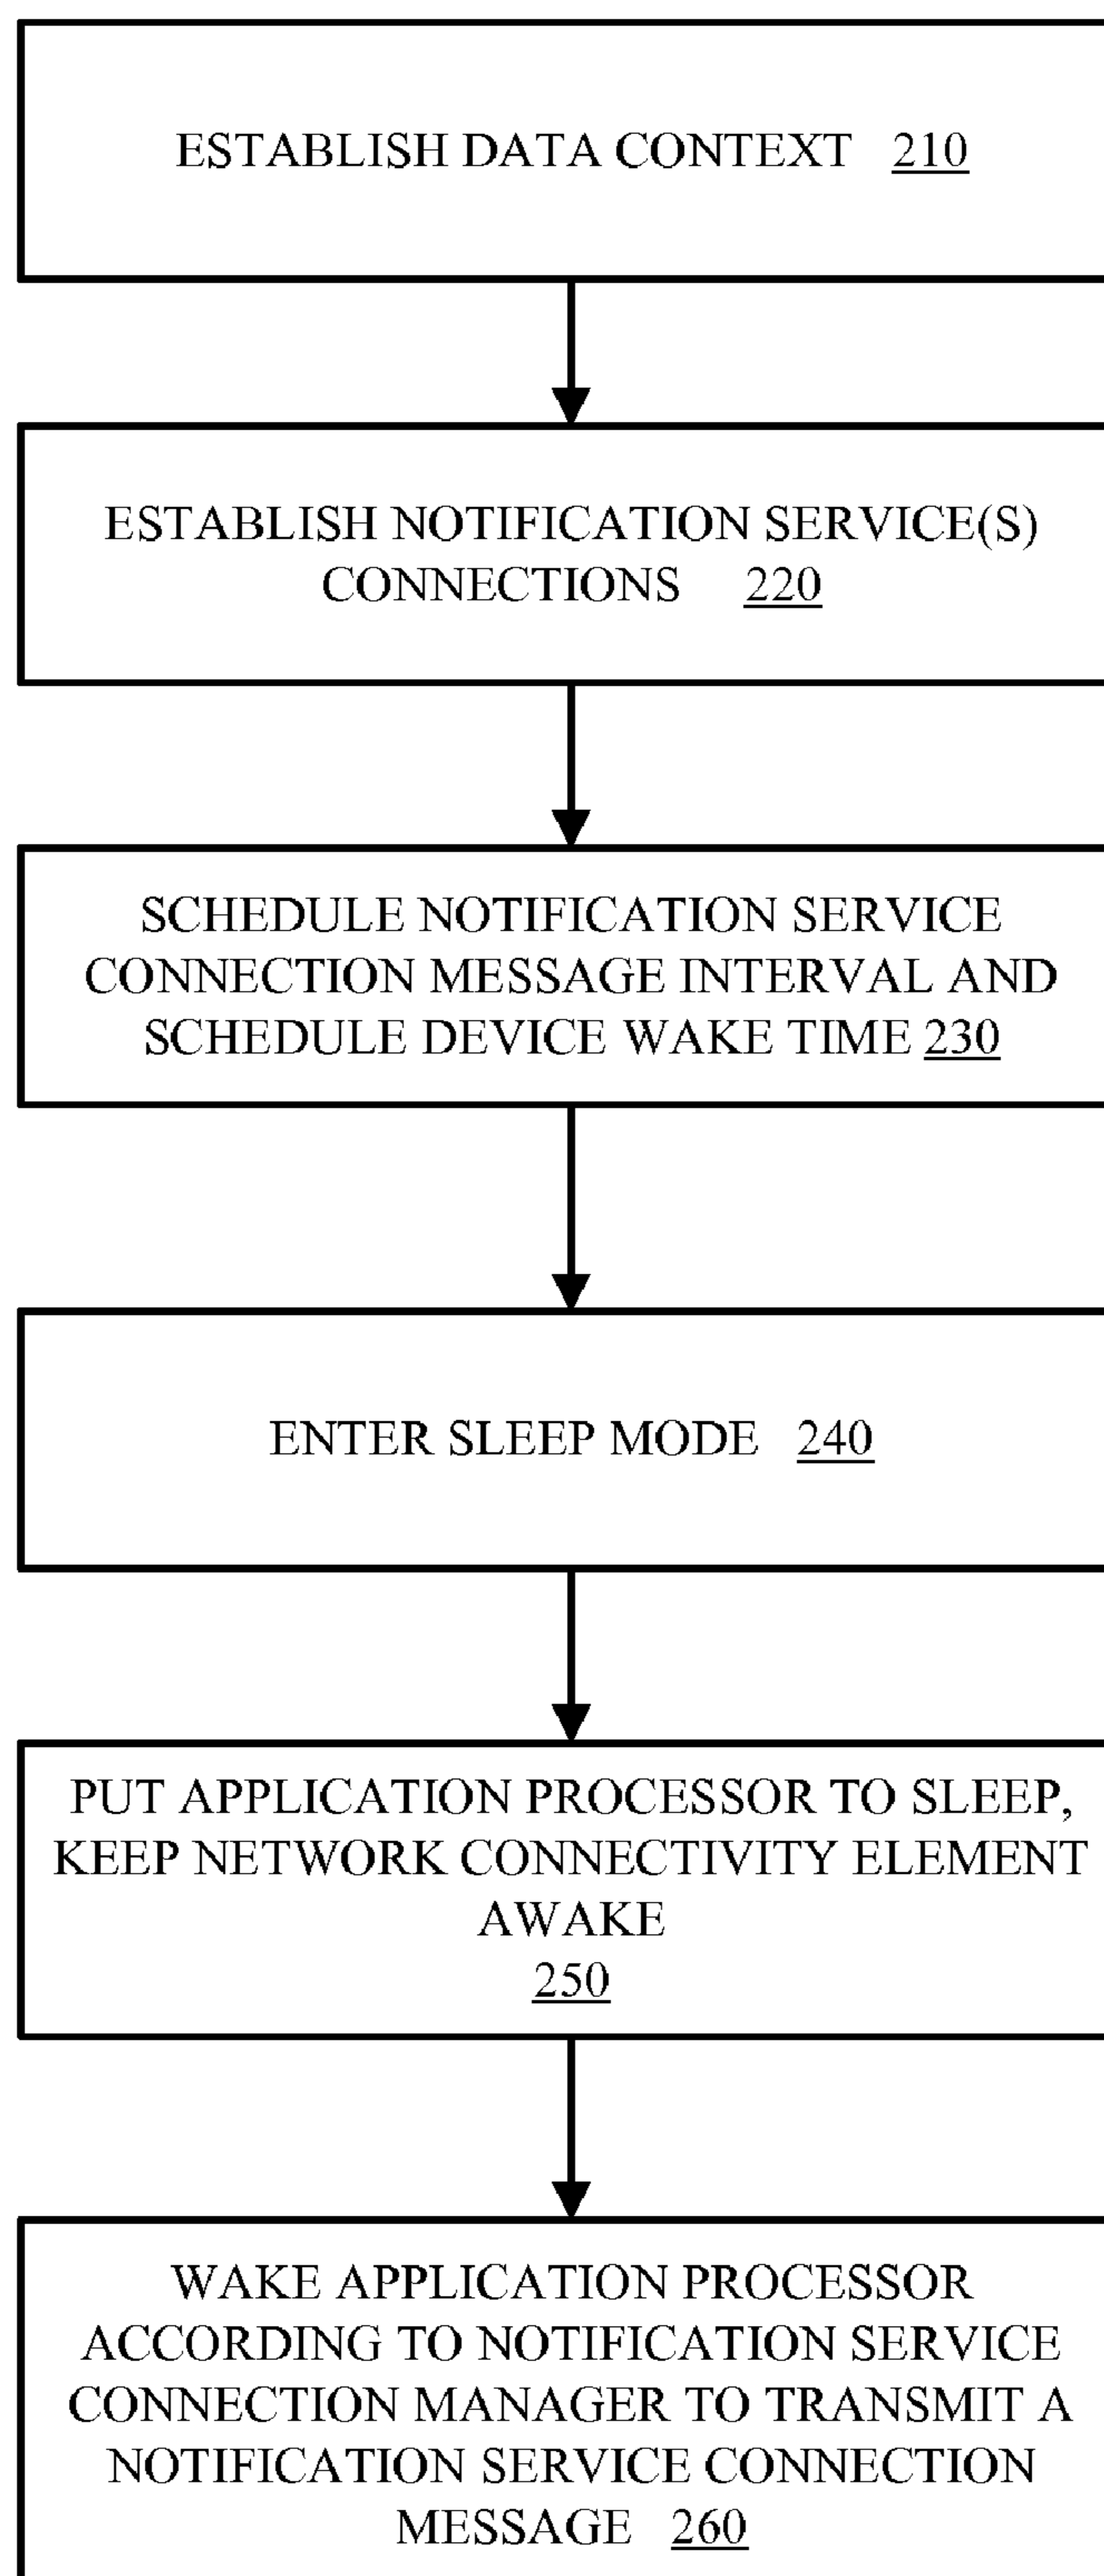 ESTABLISH DATA CONTEXT 210
ESTABLISH NOTIFICATION SERVICE(S)
CONNECTIONS 220
SCHEDULE NOTIFICATION SERVICE
CONNECTION MESSAGE INTERVAL AND
SCHEDULE DEVICE WAKE TIME 230
ENTER SLEEP MODE 240
PUT APPLICATION PROCESSOR TO SLEEP,
KEEP NETWORK CONNECTIVITY ELEMENT
AWAKE
250
WAKE APPLICATION PROCESSOR
ACCORDING TO NOTIFICATION SERVICE
CONNECTION MANAGER TO TRANSMIT A
NOTIFICATION SERVICE CONNECTION
MESSAGE 260